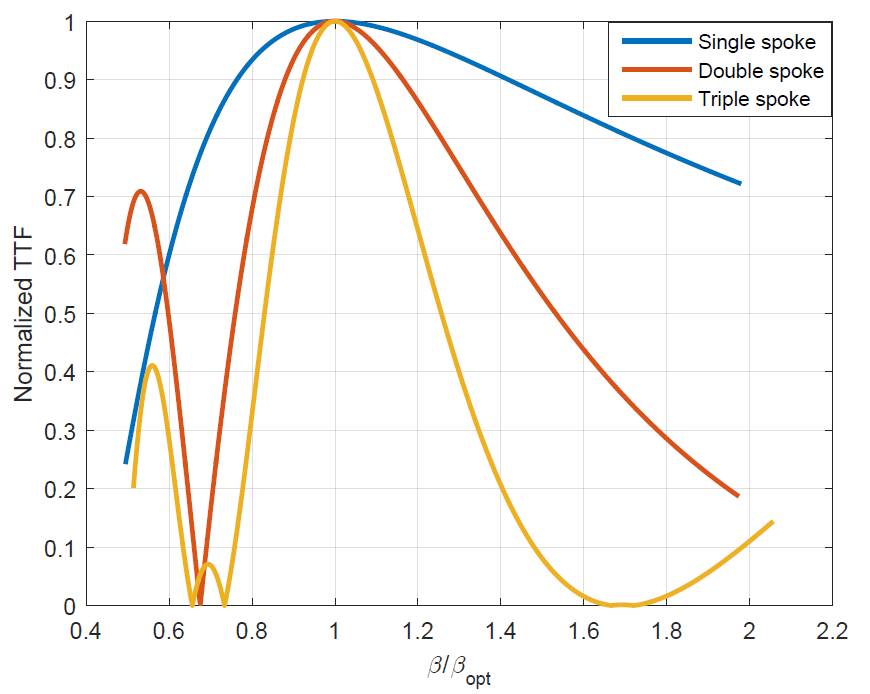 1
0.9
0.8
0.7
0.6
0.5
0.4
0.3
0.2
0.1
0
Normalized TTF
Single spoke
Double spoke
Triple spoke
0.4 0.6 0.8 1 1.2 1.4 1.6 1.8 2 2.2
β/βopt